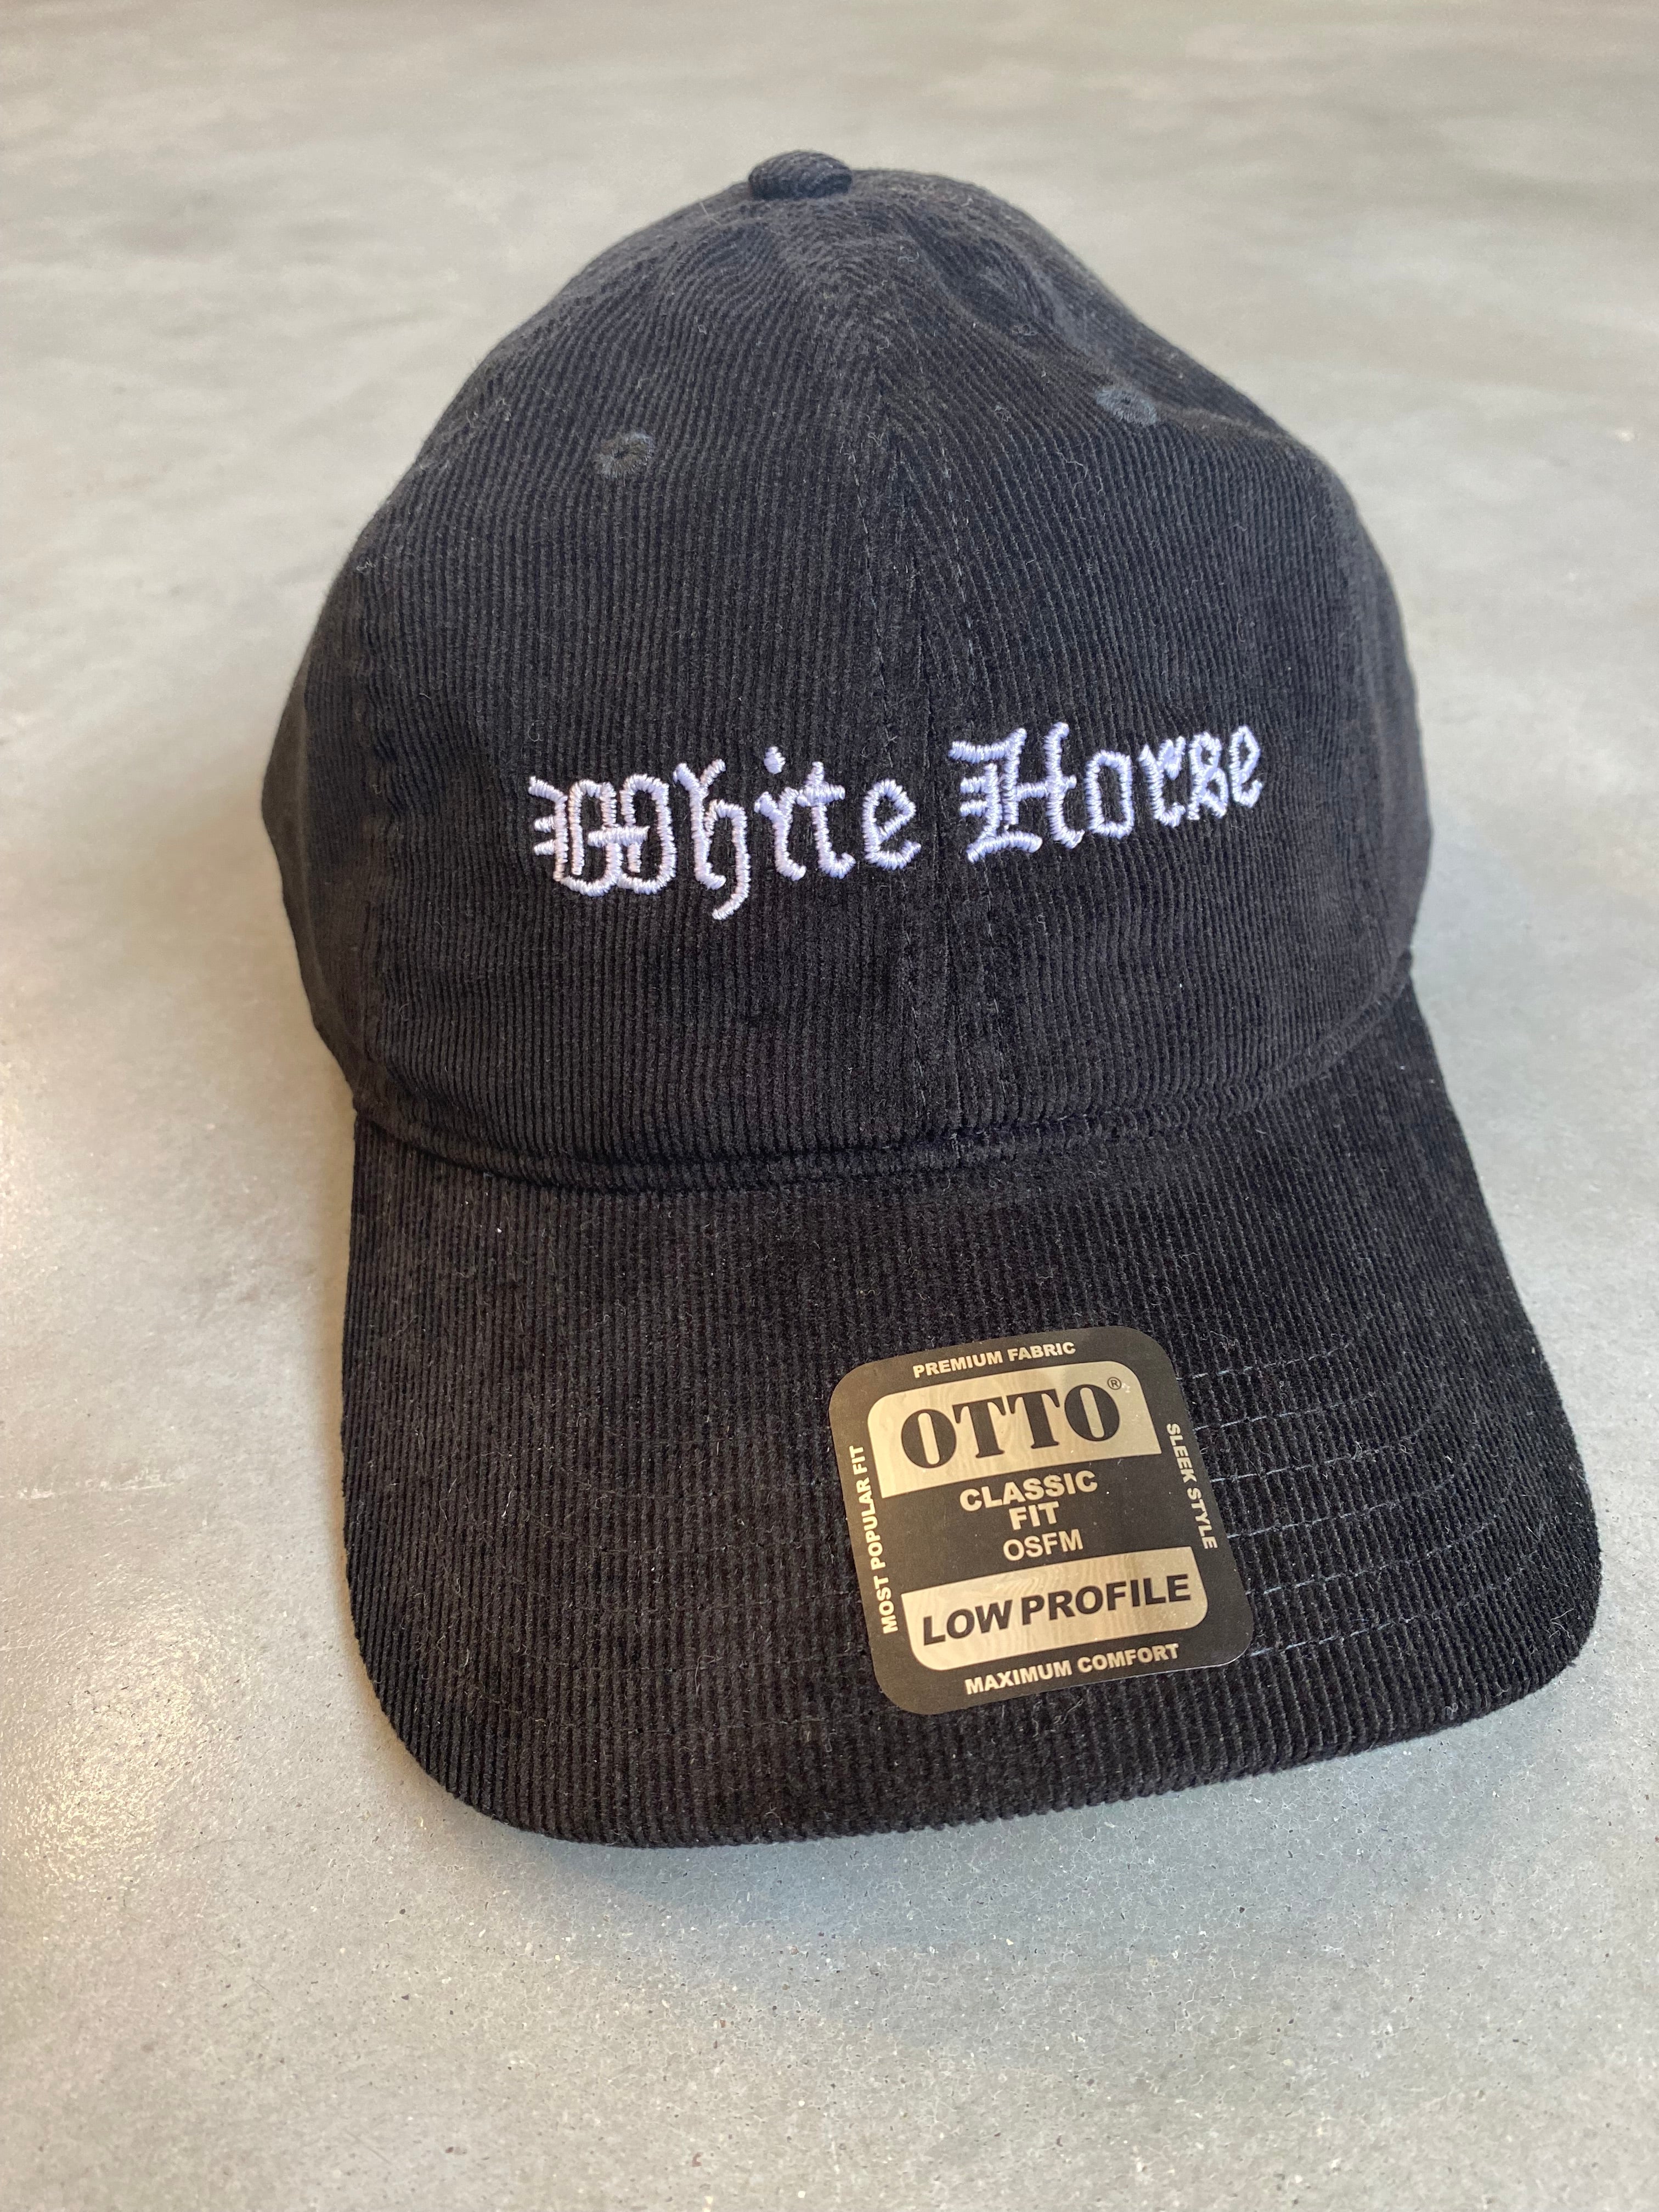 White Horse
PREMIUM FABRIC
OTTO®
CLASSIC
FIT
OSFM
LOW PROFILE
MAXIMUM COMFORT
MOST POPULAR FIT
SLEEK STYLE